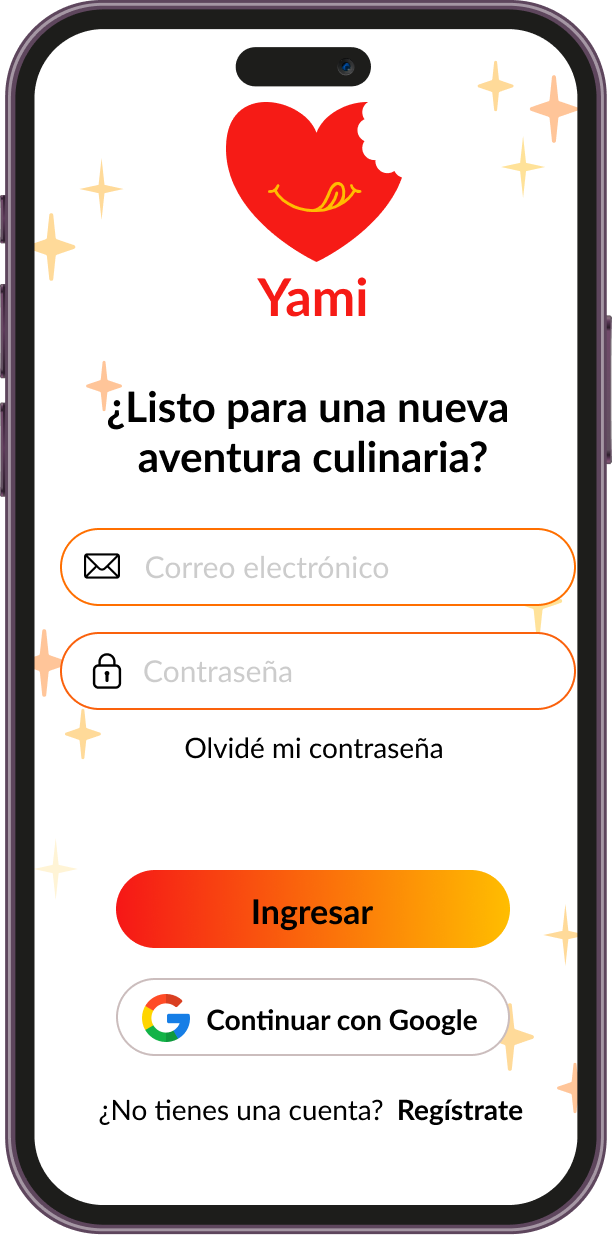 Yami
¿Listo para una nueva
aventura culinaria?
Correo electrónico
Contraseña
Olvidé mi contraseña
Ingresar
Continuar con Google
¿No tienes una cuenta? Regístrate